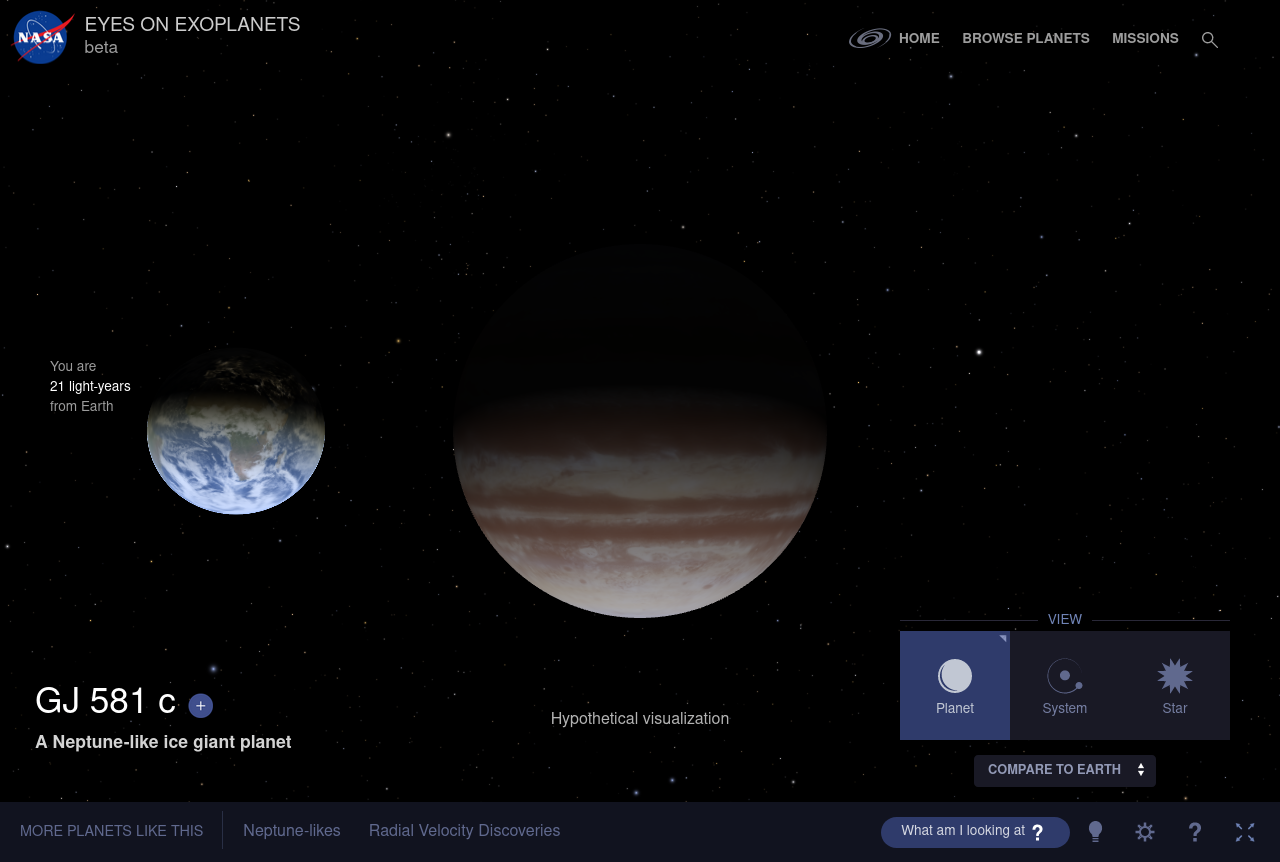 NASA
EYES ON EXOPLANETS
beta
HOME
BROWSE PLANETS
MISSIONS
You are
21 light-years
from Earth
VIEW
Planet
System
Star
GJ 581 c +
A Neptune-like ice giant planet
Hypothetical visualization
COMPARE TO EARTH
MORE PLANETS LIKE THIS
Neptune-likes
Radial Velocity Discoveries
What am I looking at ?
?